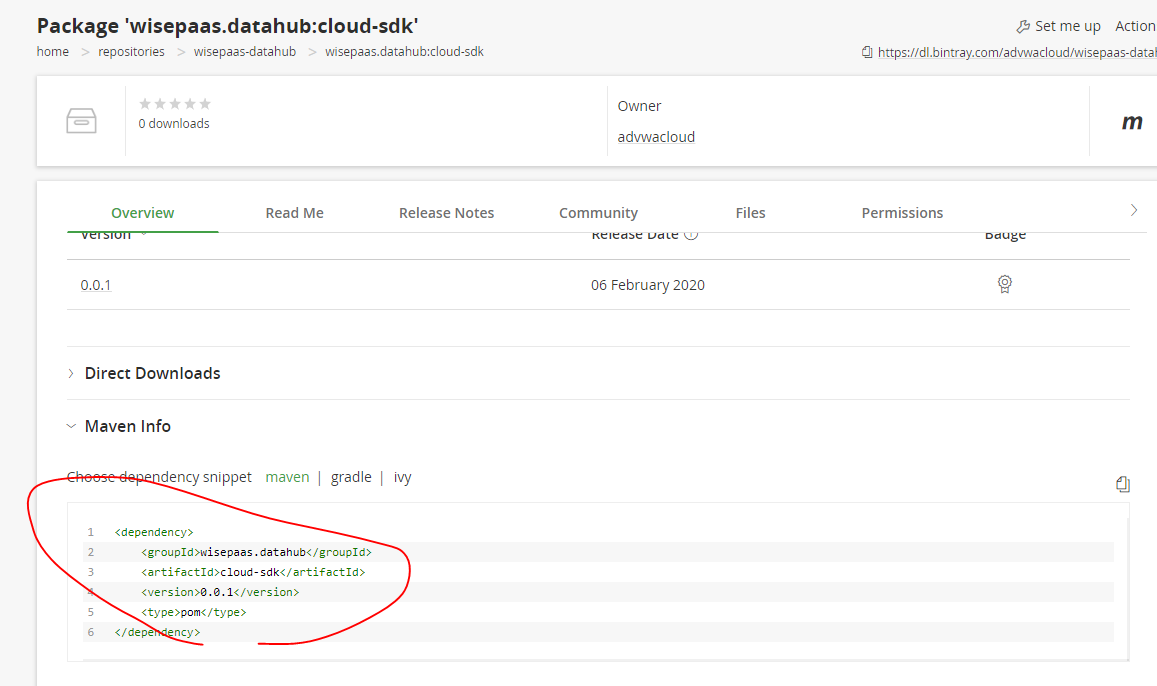 Package 'wisepaas.datahub:cloud-sdk'
Set me up Action
home > repositories > wisepaas-datahub > wisepaas.datahub:cloud-sdk
https://dl.bintray.com/advwacloud/wisepaas-datah
0 downloads
Owner
advwacloud
m
Overview Read Me Release Notes Community Files Permissions
Version Release Date Badge
0.0.1 06 February 2020
Direct Downloads
Maven Info
Choose dependency snippet maven | gradle | ivy
1 <dependency>
2 <groupId>wisepaas.datahub</groupId>
3 <artifactId>cloud-sdk</artifactId>
4 <version>0.0.1</version>
5 <type>pom</type>
6 </dependency>